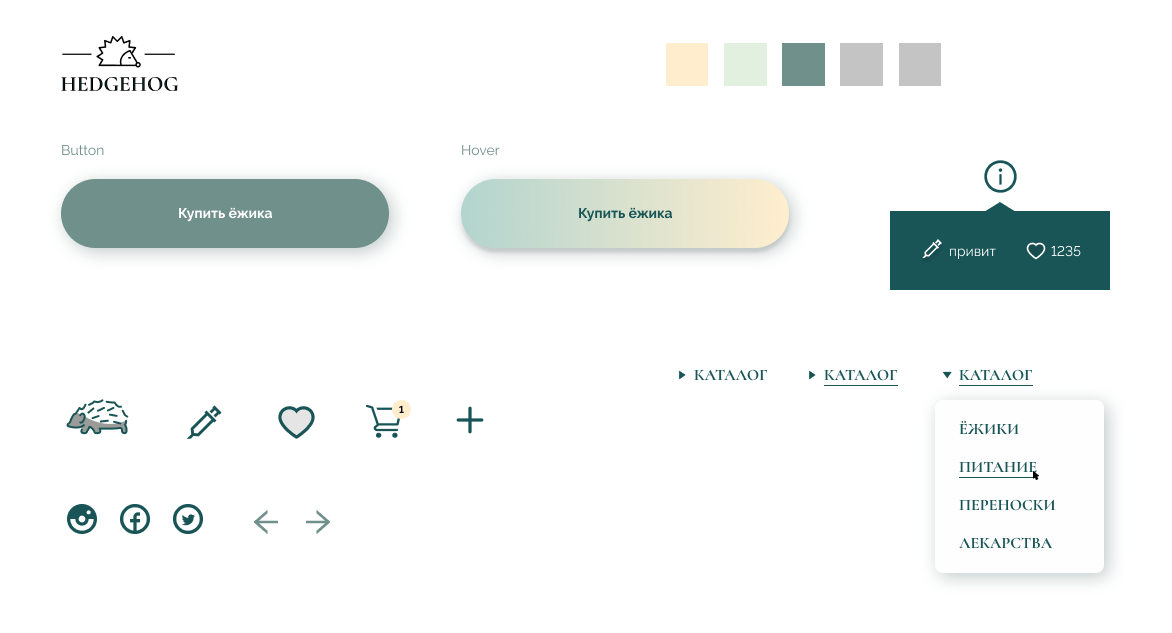 HEDGEHOG
Button
Hover
Купить ёжика
Купить ёжика
привит
1235
КАТАЛОГ
КАТАЛОГ
КАТАЛОГ
1
ЁЖИКИ
ПИТАНИЕ
ПЕРЕНОСКИ
ЛЕКАРСТВА